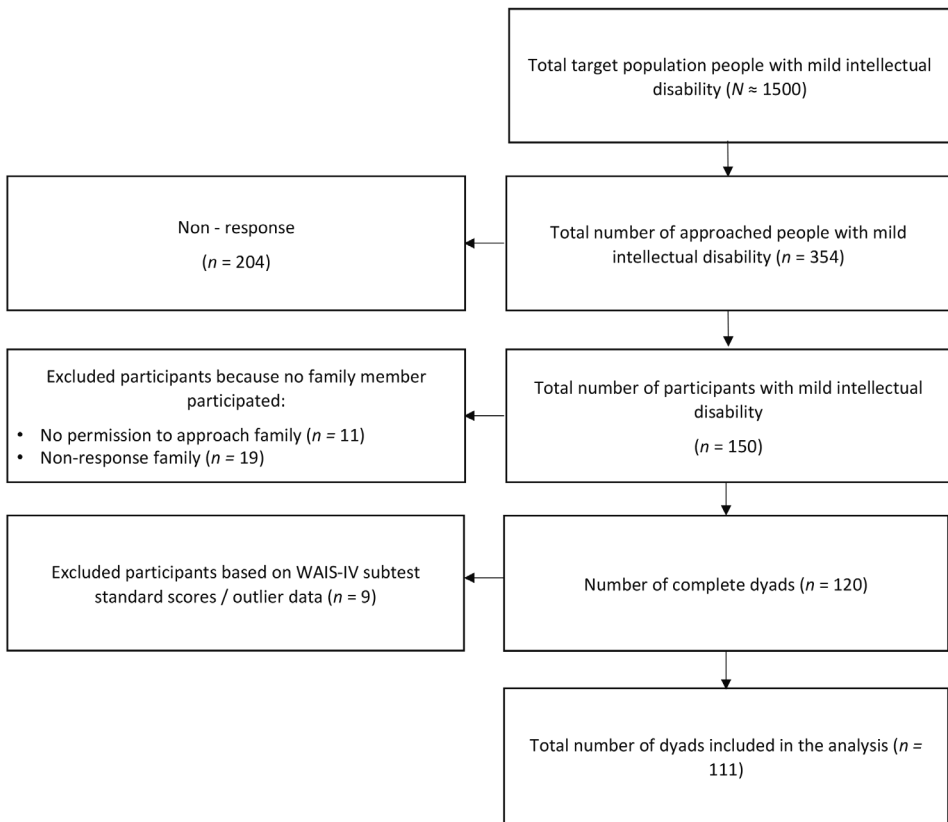 Total target population people with mild intellectual
disability (N ≈ 1500)
Non - response
(n = 204)
Total number of approached people with mild
intellectual disability (n = 354)
Excluded participants because no family member
participated:
• No permission to approach family (n = 11)
• Non-response family (n = 19)
Total number of participants with mild intellectual
disability
(n = 150)
Excluded participants based on WAIS-IV subtest
standard scores / outlier data (n = 9)
Number of complete dyads (n = 120)
Total number of dyads included in the analysis (n =
111)